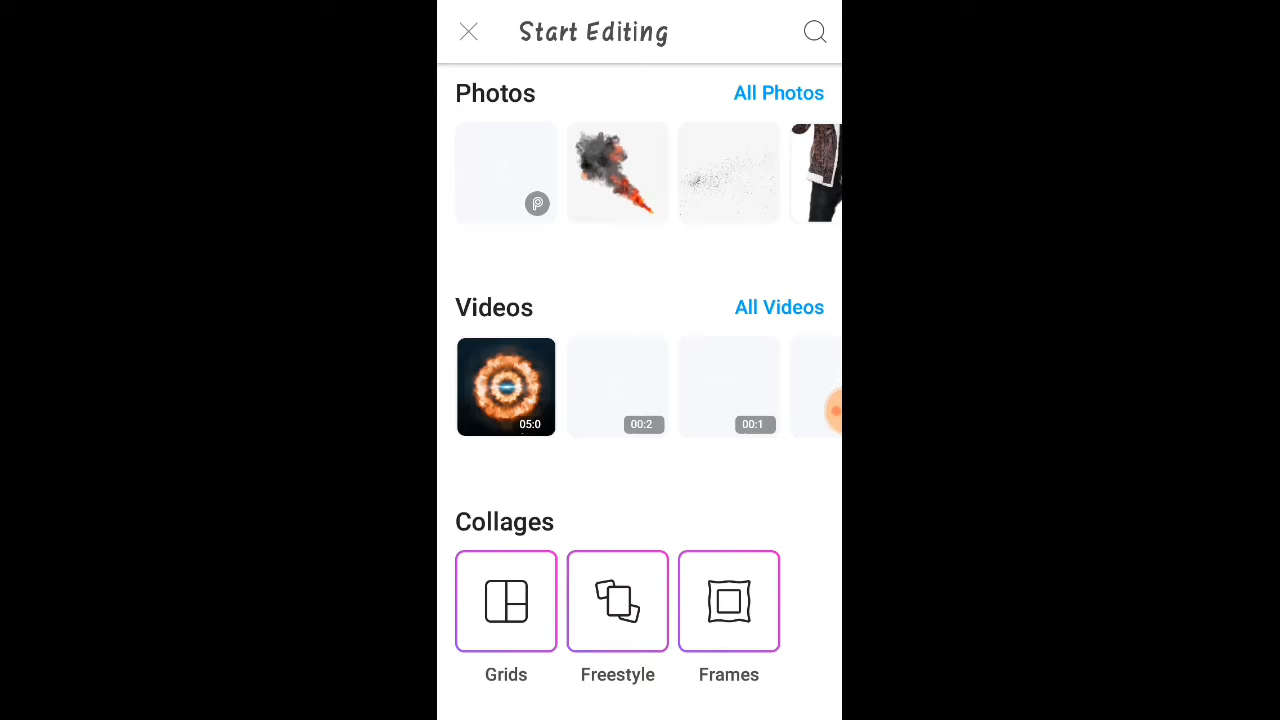 Start Editing
Photos
All Photos
Videos
All Videos
05:0
00:2
00:1
Collages
Grids
Freestyle
Frames